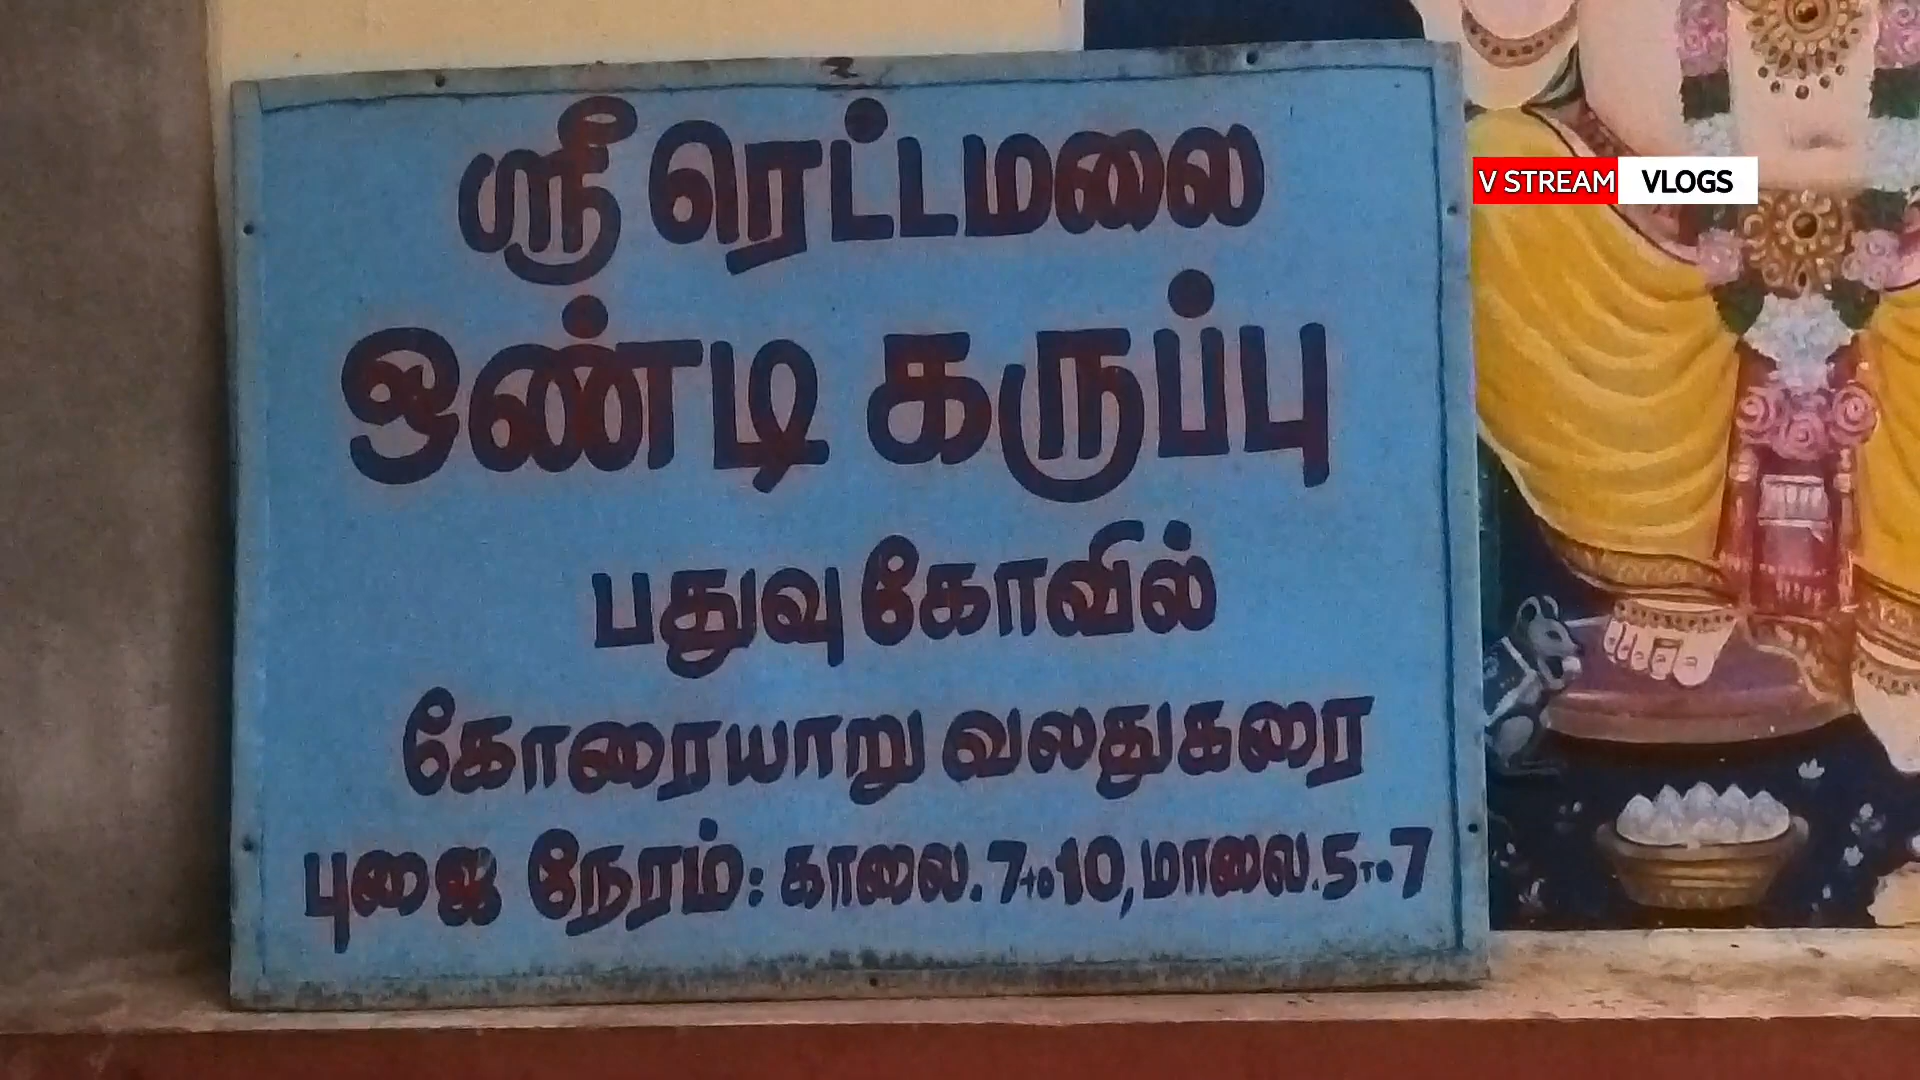 ஸ்ரீ ரெட்டமலை
ஒண்டி கருப்பு
பதுவு கோவில்
கோரையாறு வலதுகரை
புஜை நேரம்: காலை. 7to10, மாலை. 5To7
V STREAM VLOGS